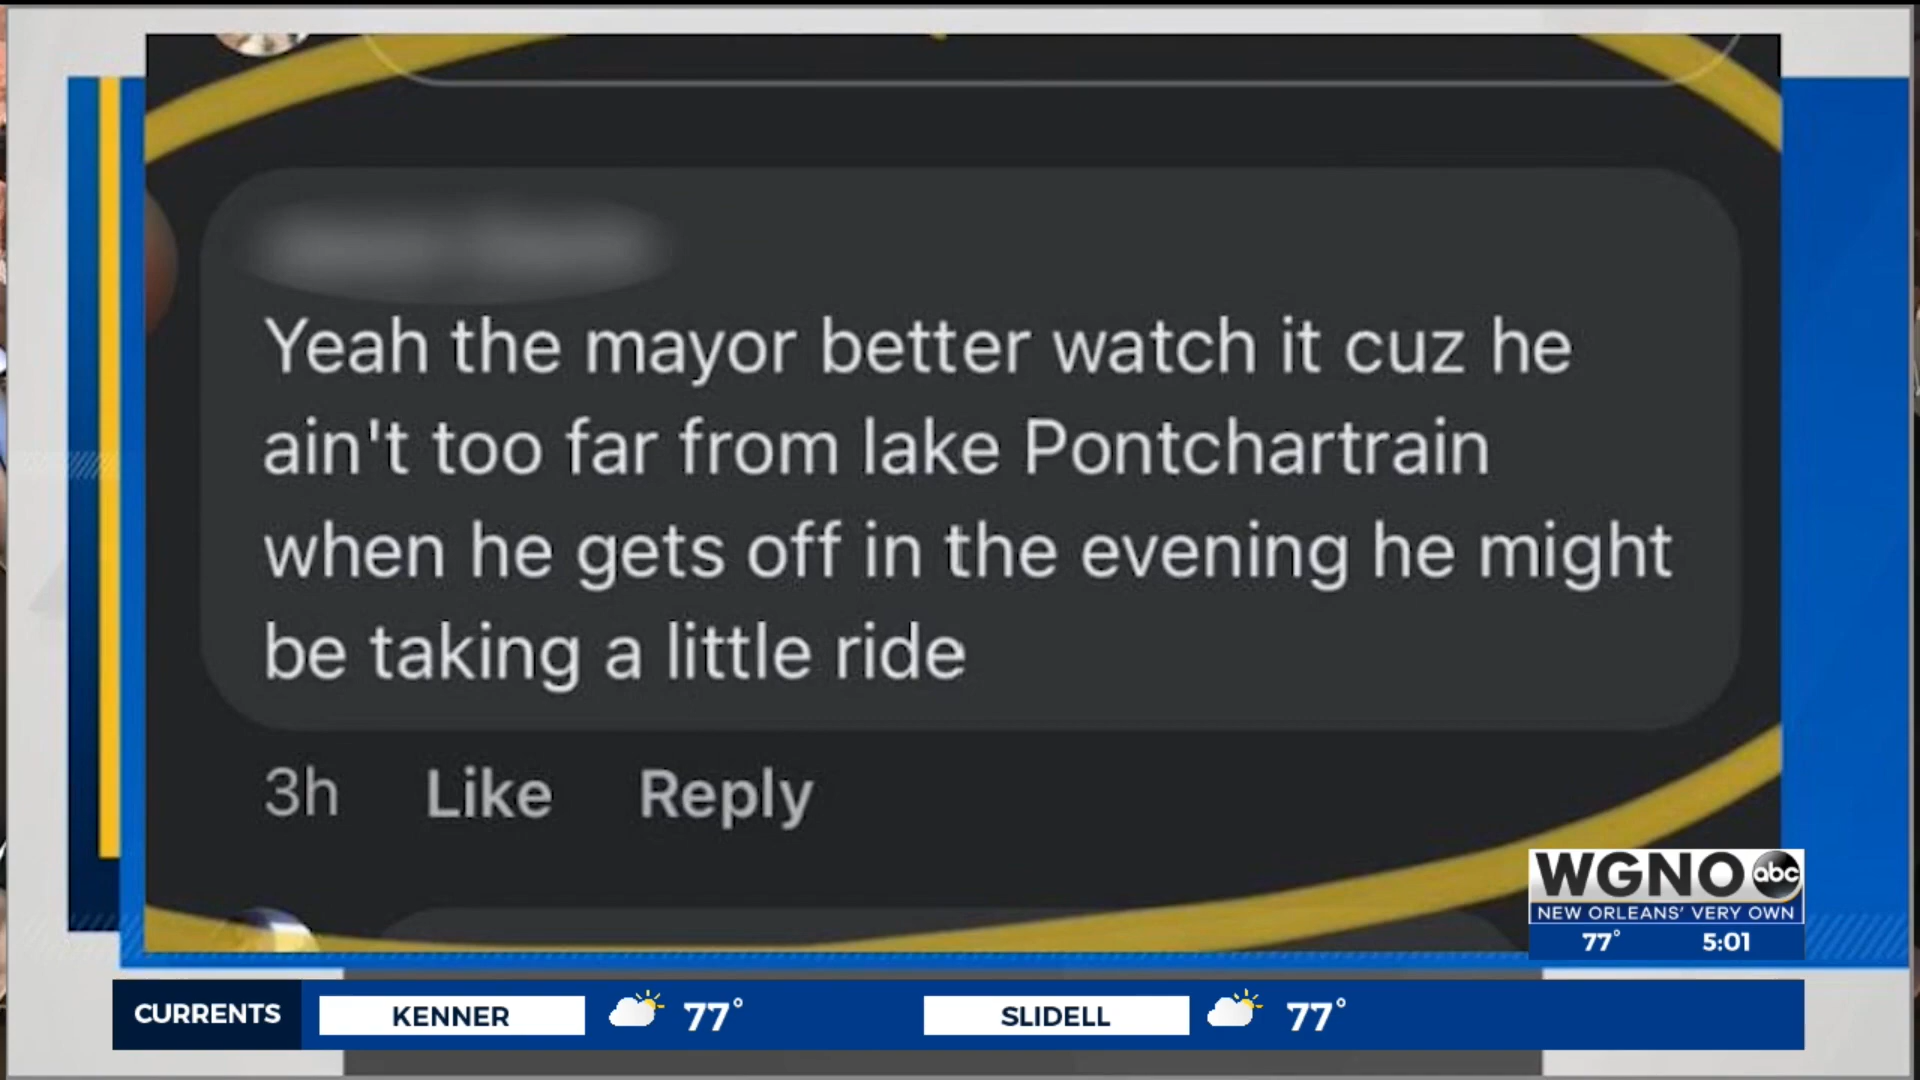 Yeah the mayor better watch it cuz he
ain't too far from lake Pontchartrain
when he gets off in the evening he might
be taking a little ride
3h Like Reply
WGNO abc
NEW ORLEANS' VERY OWN
77° 5:01
CURRENTS KENNER 77° SLIDELL 77°